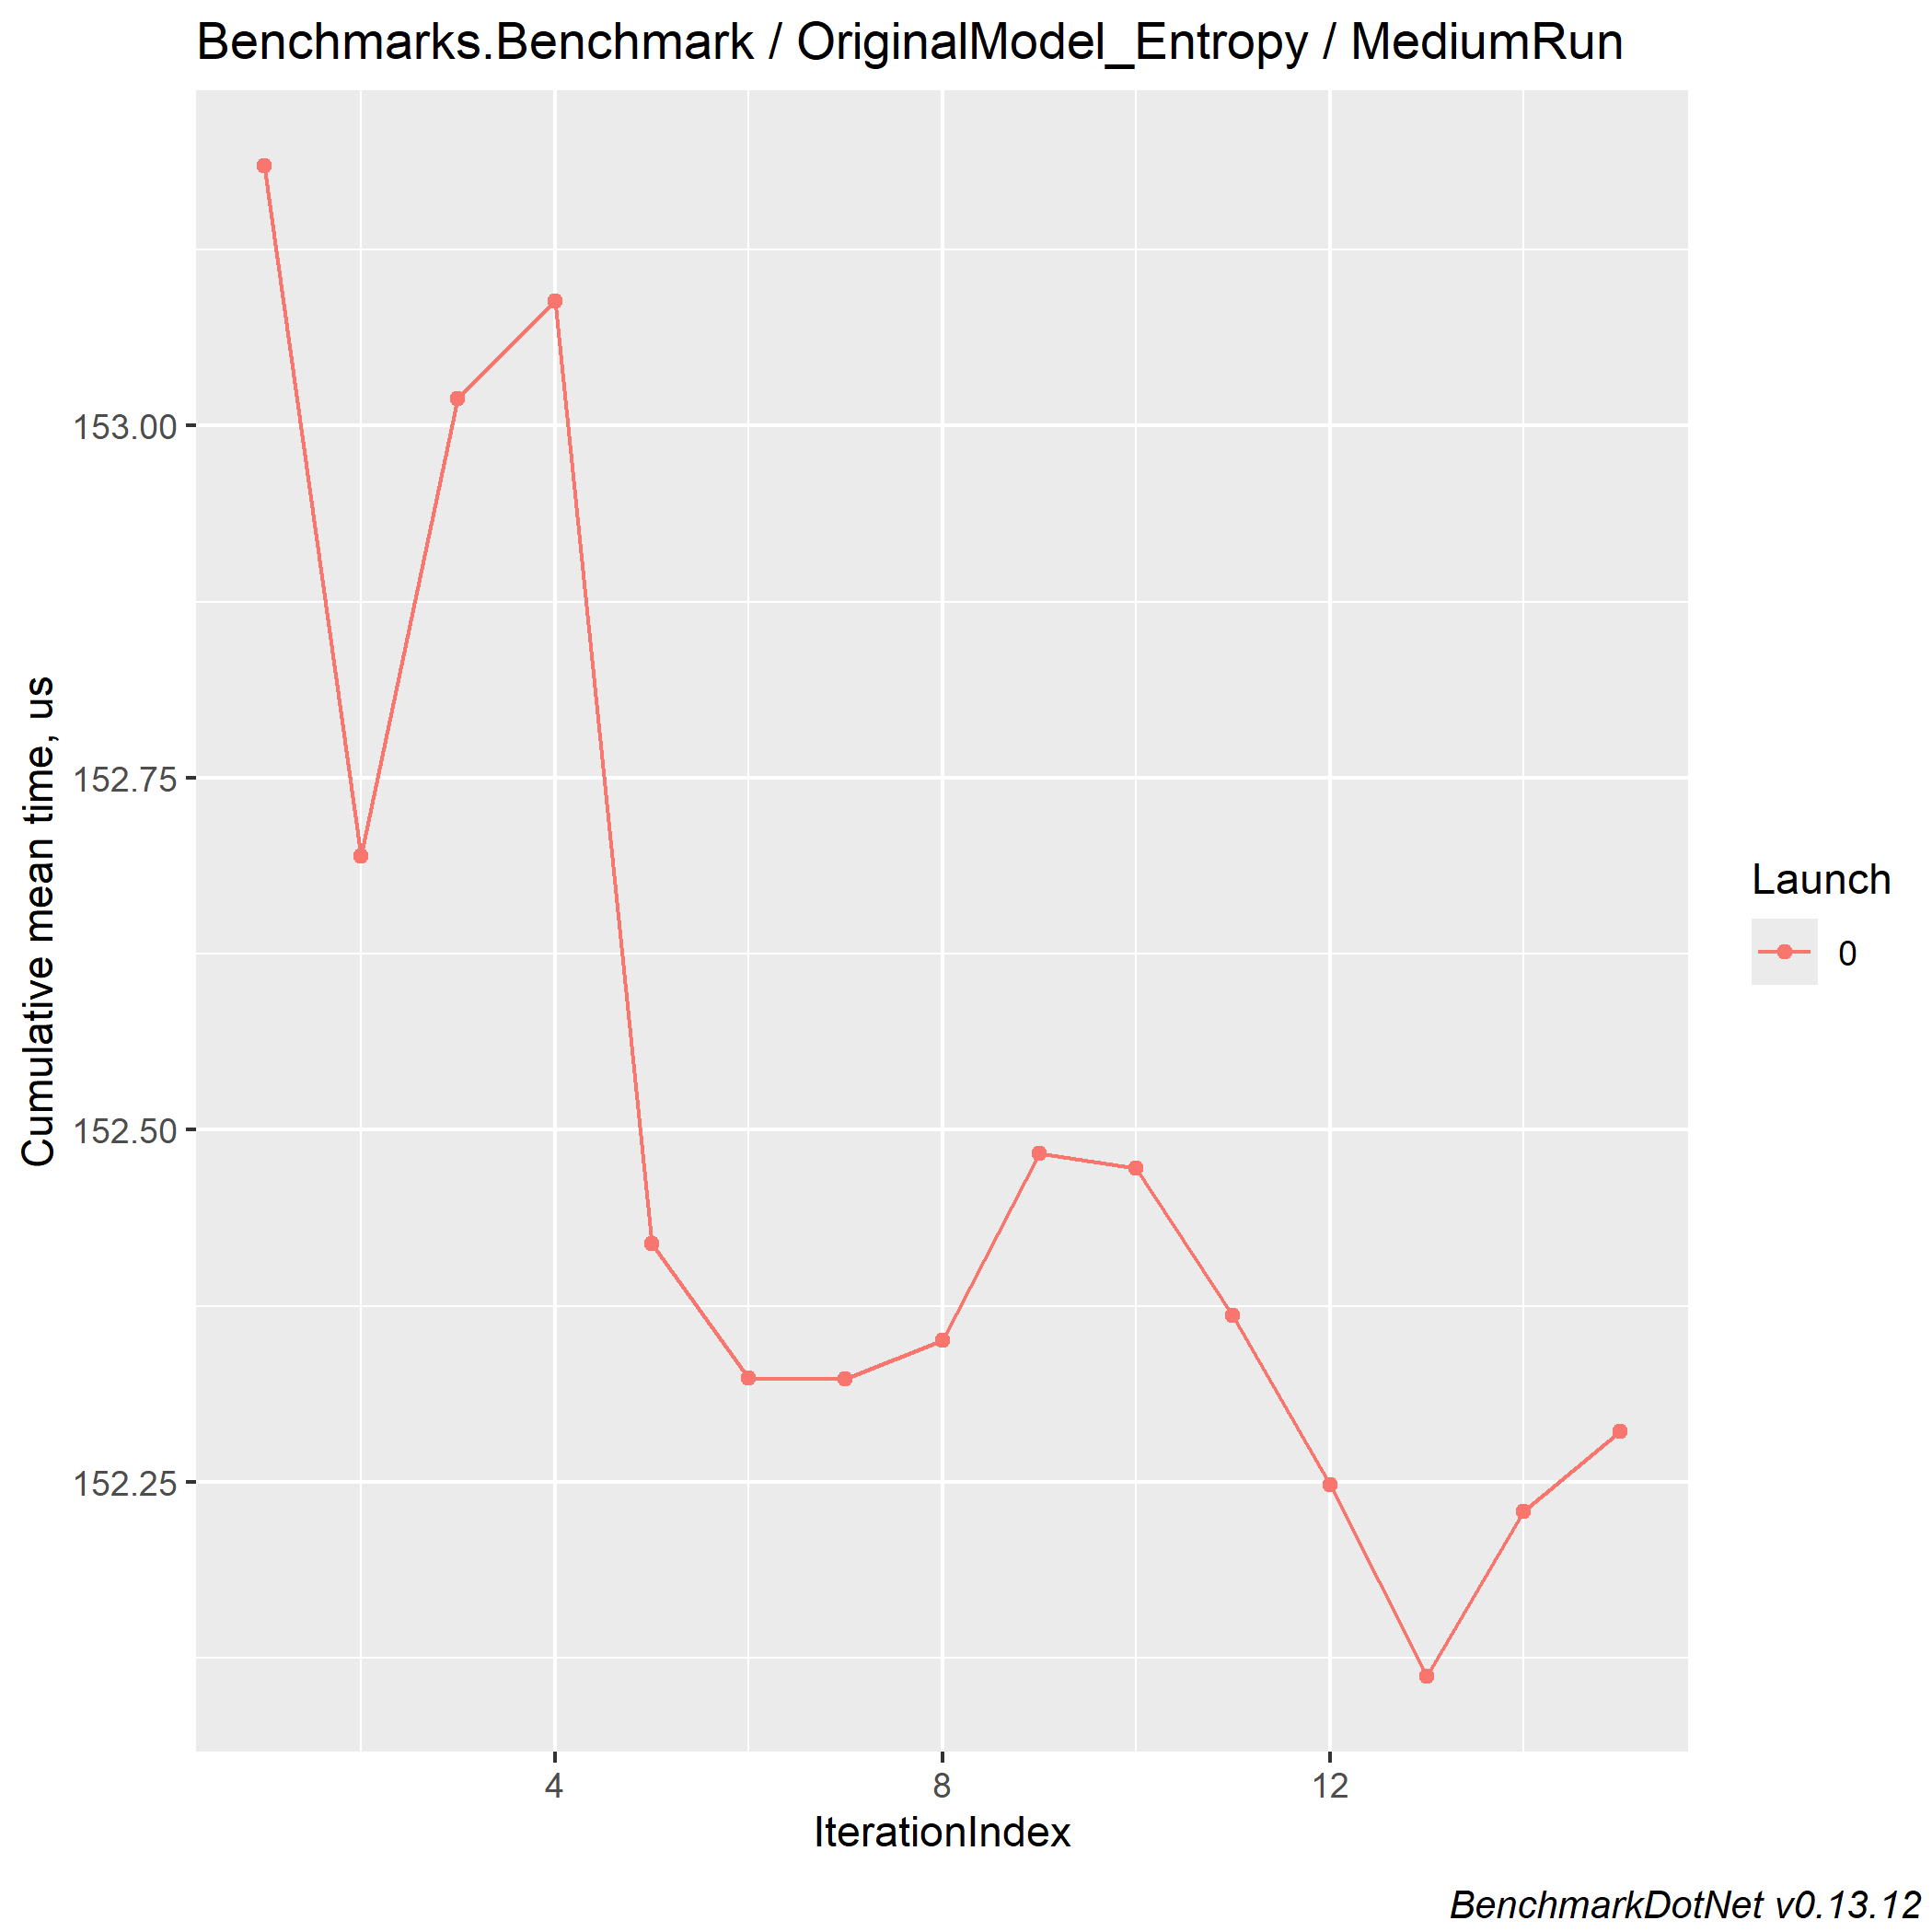 Benchmarks.Benchmark / OriginalModel_Entropy / MediumRun
Cumulative mean time, us
153.00
152.75
152.50
152.25
4
8
12
IterationIndex
Launch
0
BenchmarkDotNet v0.13.12